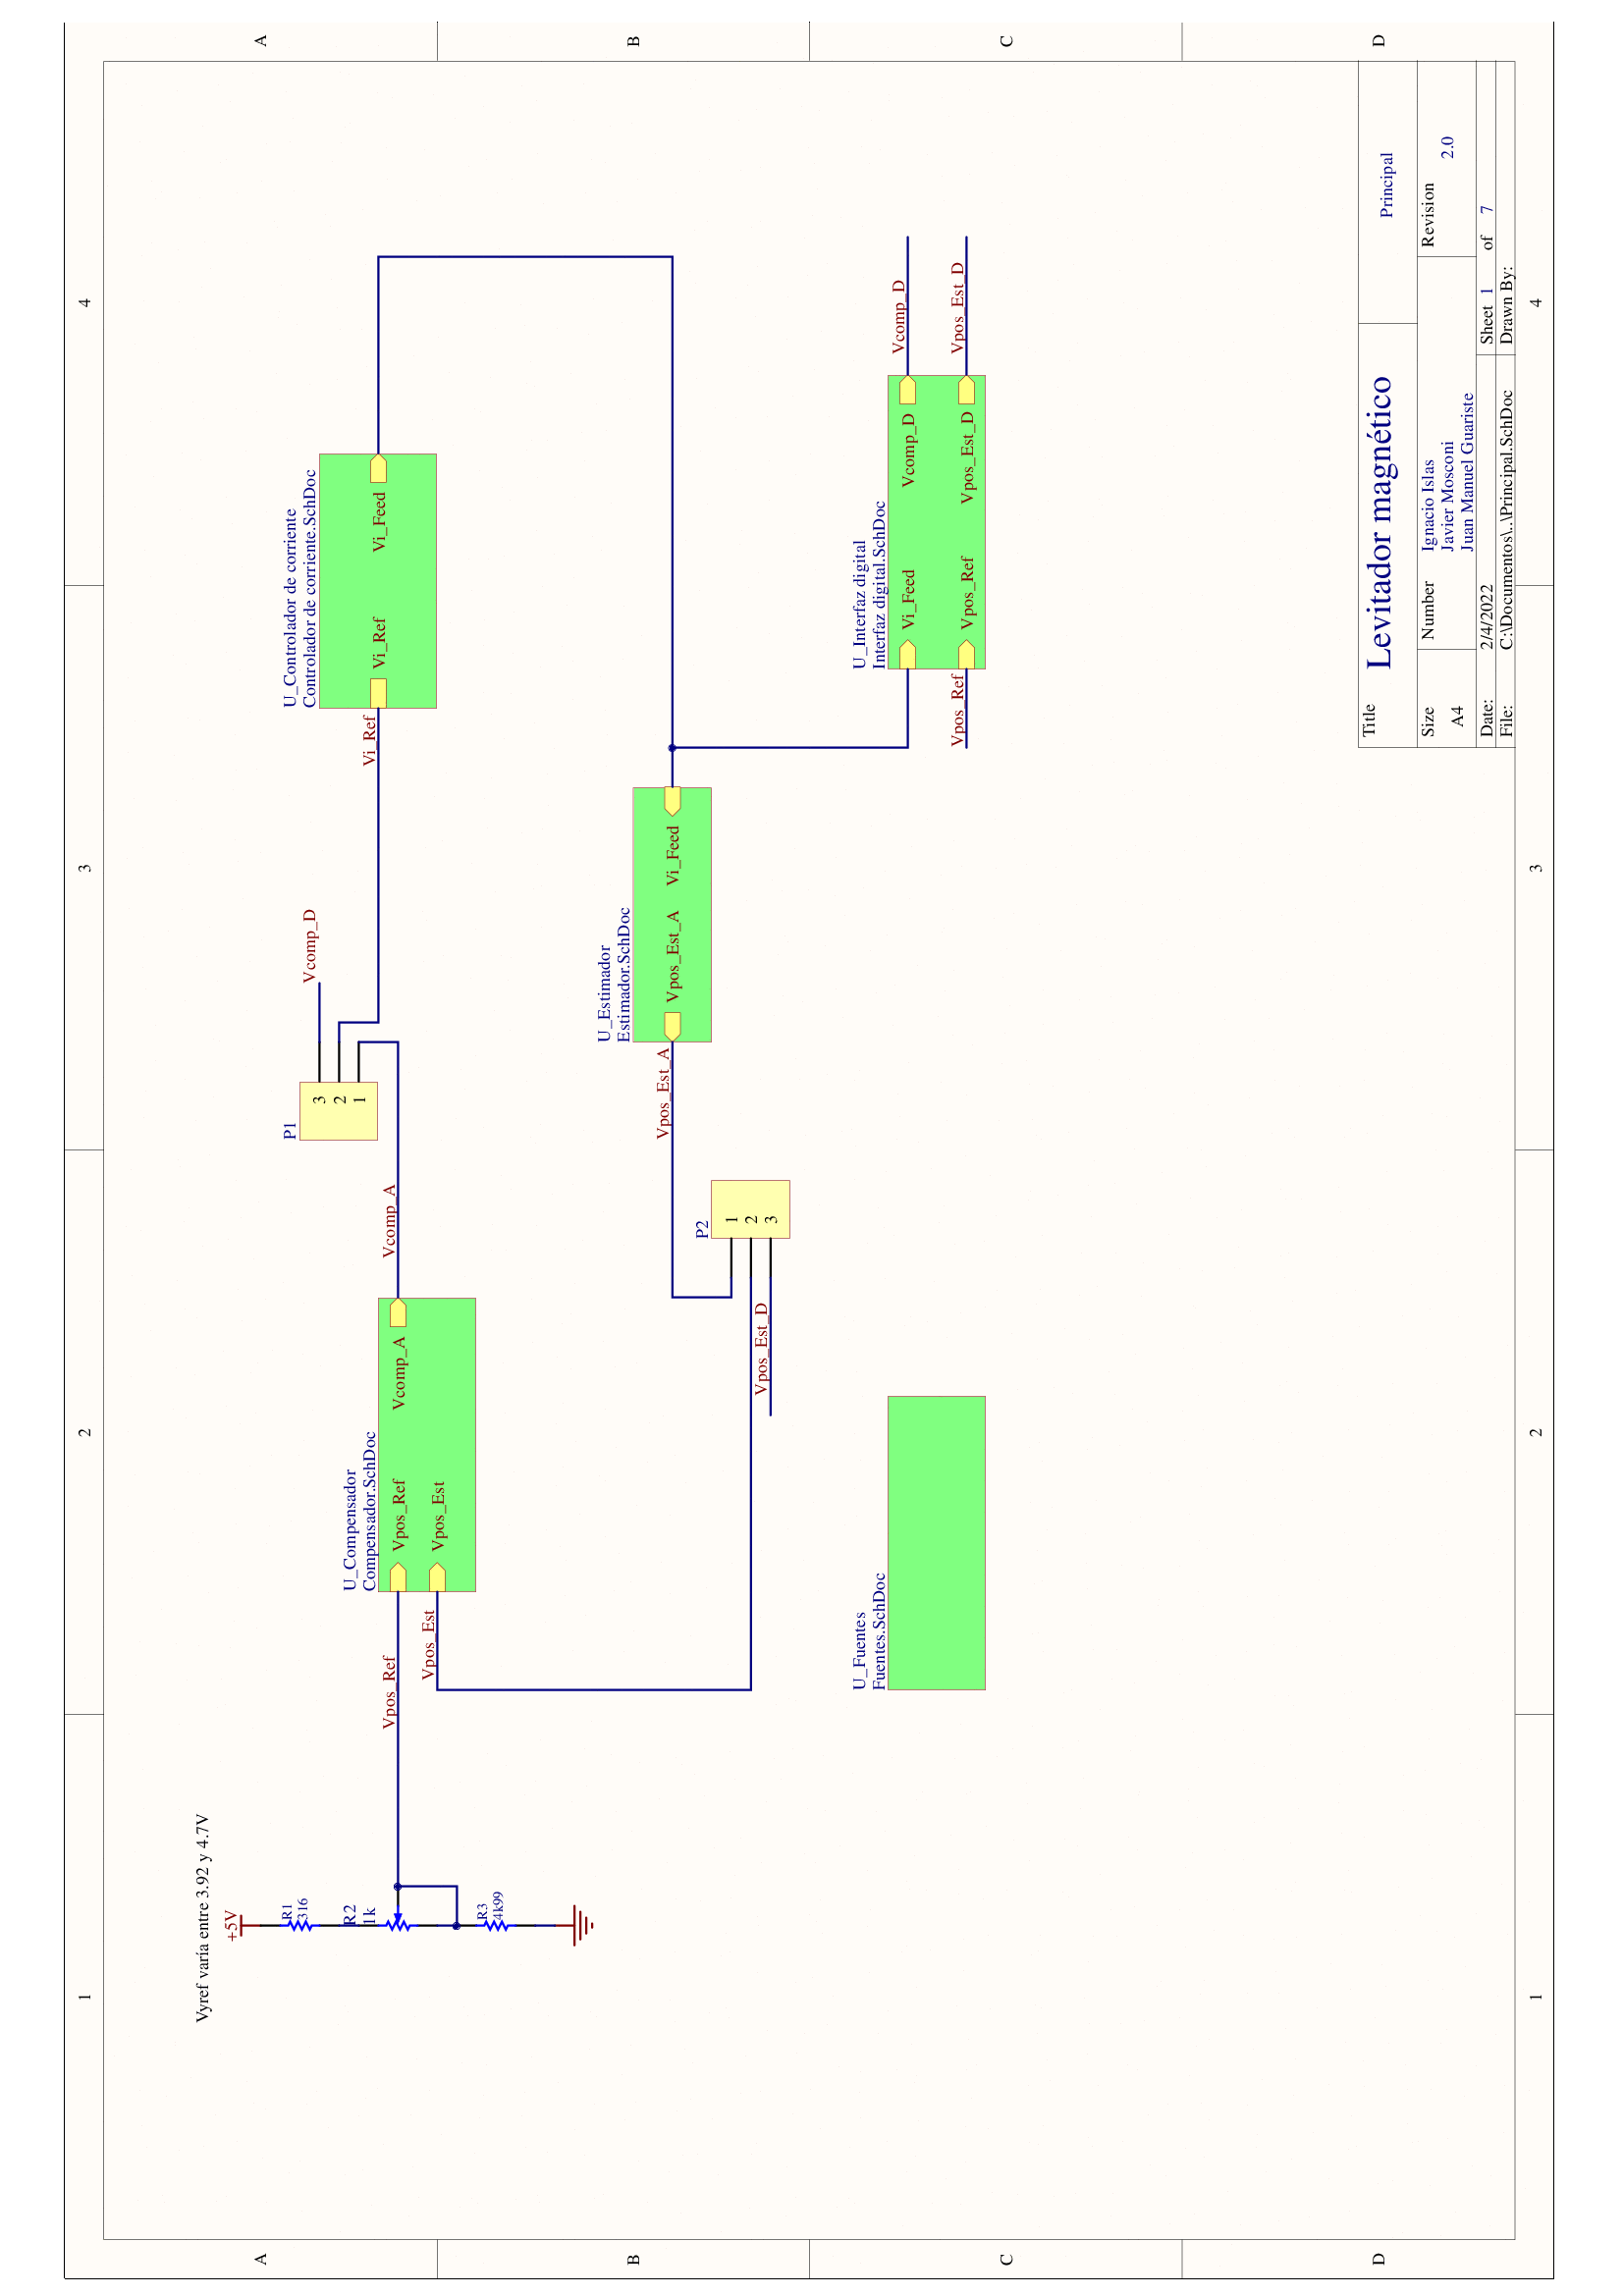 1
2
3
4
A
B
C
D
A
B
C
D
1
2
3
4
Vyref varía entre 3.92 y 4.7V
+5V
R1
316
R2
1k
R3
4k99
Vpos_Ref
Vpos_Est
U_Compensador
Compensador.SchDoc
Vpos_Ref
Vcomp_A
Vpos_Est
Vcomp_A
P1
3
2
1
Vcomp_D
Vi_Ref
U_Controlador de corriente
Controlador de corriente.SchDoc
Vi_Ref
Vi_Feed
U_Estimador
Estimador.SchDoc
Vpos_Est_A
Vi_Feed
Vpos_Est_A
P2
1
2
3
Vpos_Est_D
U_Fuentes
Fuentes.SchDoc
U_Interfaz digital
Interfaz digital.SchDoc
Vi_Feed
Vcomp_D
Vpos_Ref
Vpos_Est_D
Vpos_Ref
Vcomp_D
Vpos_Est_D
Title
Levitador magnético
Principal
Size
A4
Number
Ignacio Islas
Javier Mosconi
Juan Manuel Guariste
Revision
2.0
Date: 2/4/2022 Sheet 1 of 7
File: C:\Documentos\..\Principal.SchDoc Drawn By: